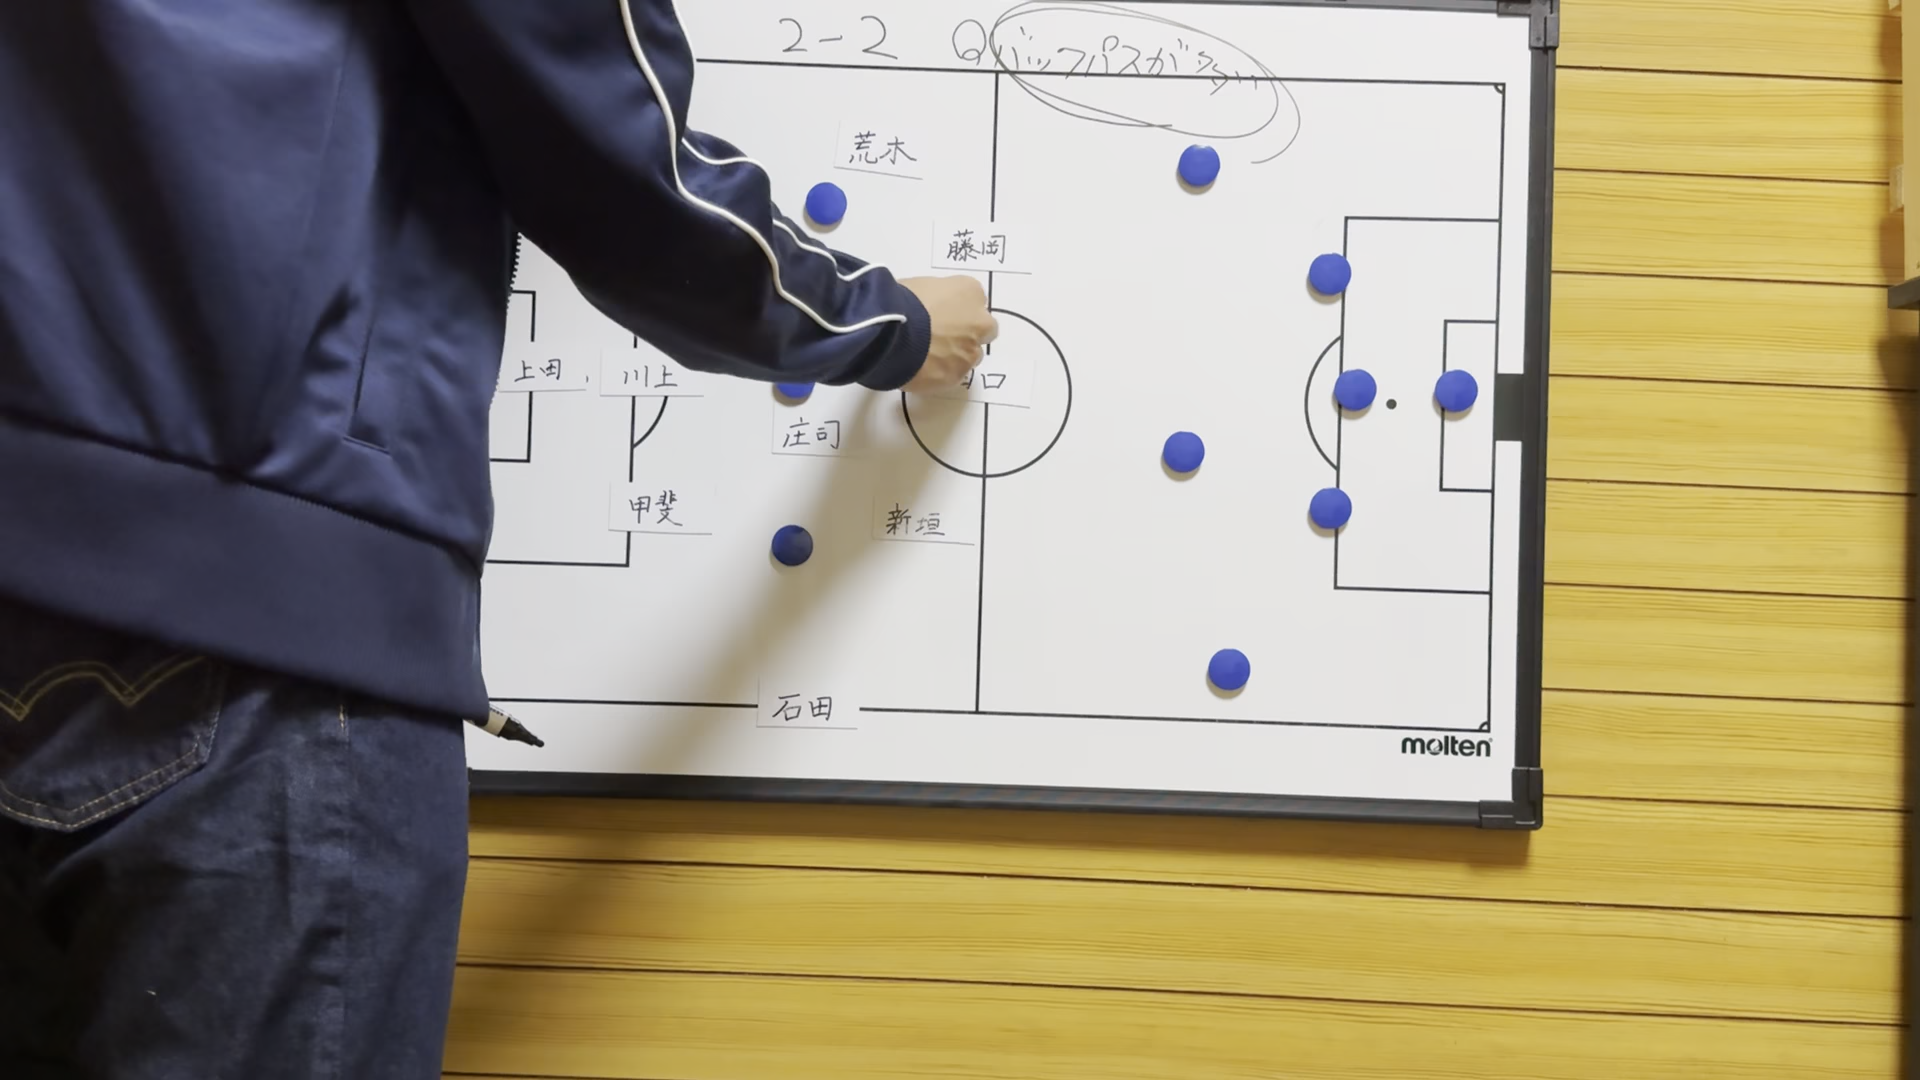 2-2 Q バックパスが多い
荒木
藤岡
上田
川上
口
庄司
甲斐
新垣
石田
molten